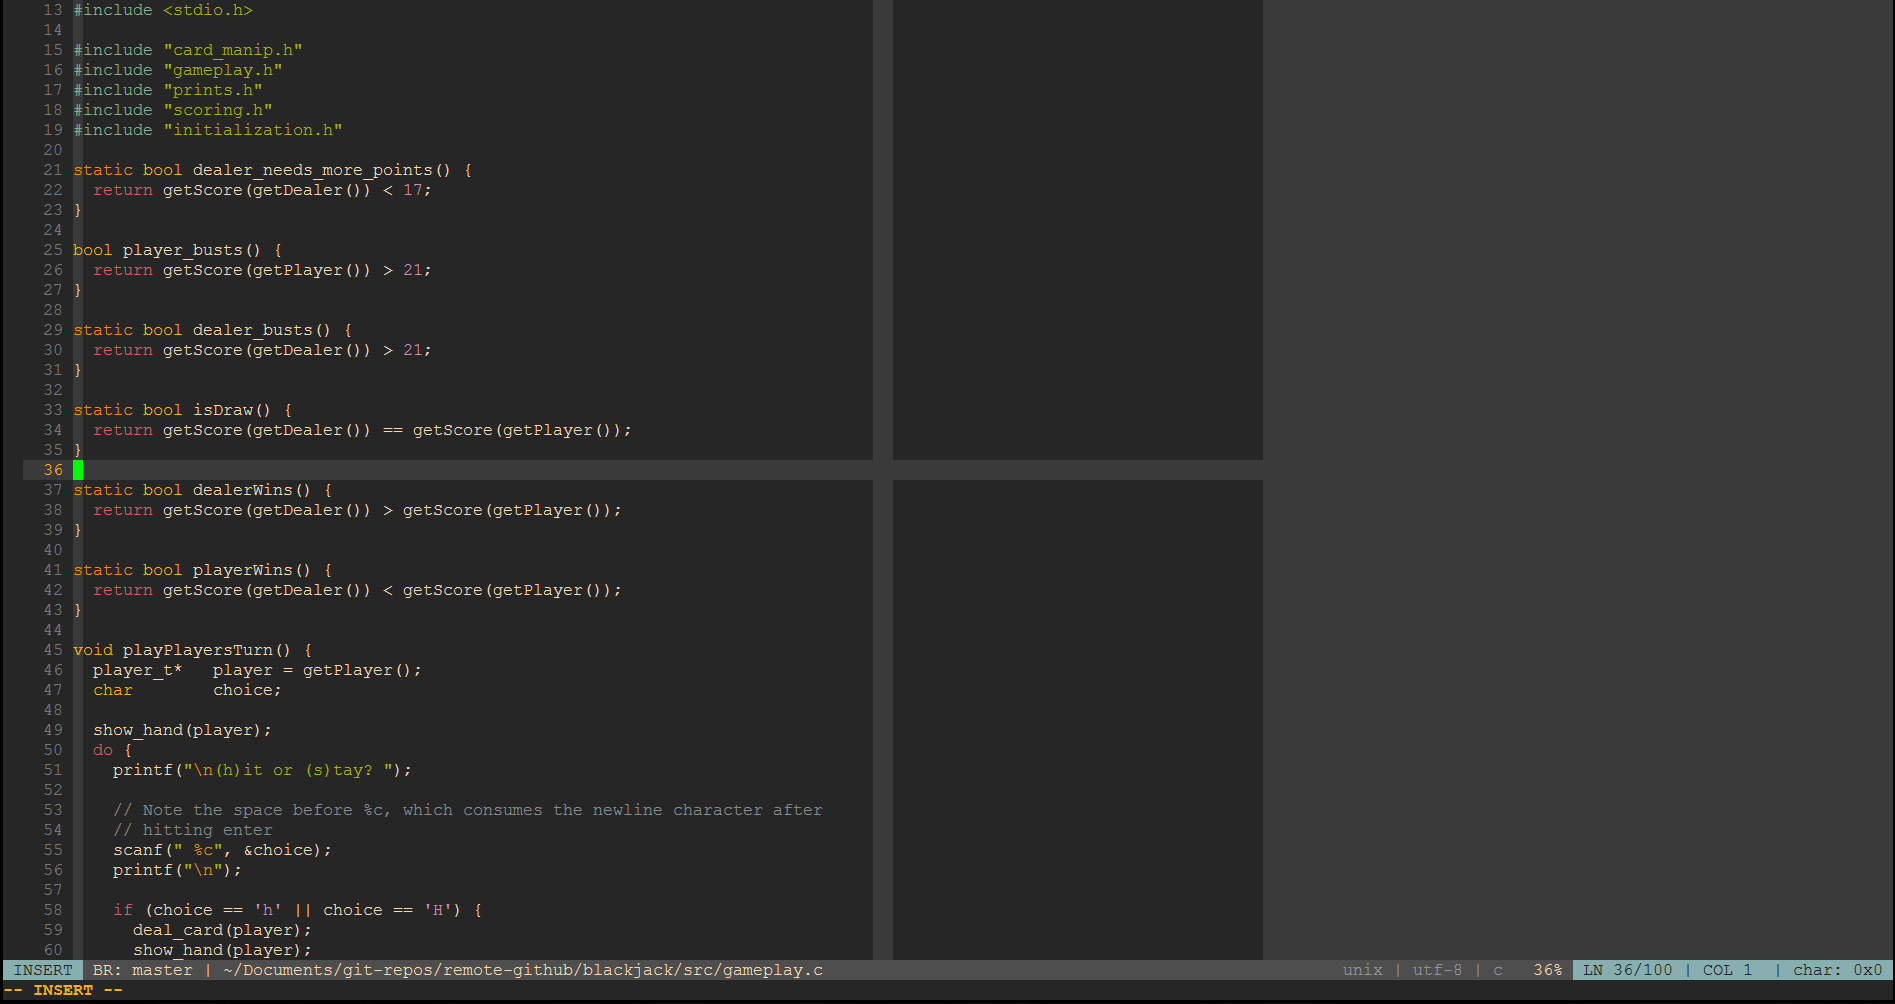 13 #include <stdio.h>
14
15 #include "card_manip.h"
16 #include "gameplay.h"
17 #include "prints.h"
18 #include "scoring.h"
19 #include "initialization.h"
20
21 static bool dealer_needs_more_points() {
22   return getScore(getDealer()) < 17;
23 }
24
25 bool player_busts() {
26   return getScore(getPlayer()) > 21;
27 }
28
29 static bool dealer_busts() {
30   return getScore(getDealer()) > 21;
31 }
32
33 static bool isDraw() {
34   return getScore(getDealer()) == getScore(getPlayer());
35 }
36
37 static bool dealerWins() {
38   return getScore(getDealer()) > getScore(getPlayer());
39 }
40
41 static bool playerWins() {
42   return getScore(getDealer()) < getScore(getPlayer());
43 }
44
45 void playPlayersTurn() {
46   player_t*   player = getPlayer();
47   char        choice;
48
49   show_hand(player);
50   do {
51     printf("\n(h)it or (s)tay? ");
52
53     // Note the space before %c, which consumes the newline character after
54     // hitting enter
55     scanf(" %c", &choice);
56     printf("\n");
57
58     if (choice == 'h' || choice == 'H') {
59       deal_card(player);
60       show_hand(player);
INSERT BR: master | ~/Documents/git-repos/remote-github/blackjack/src/gameplay.c unix | utf-8 | c 36% LN 36/100 | COL 1 | char: 0x0
-- INSERT --